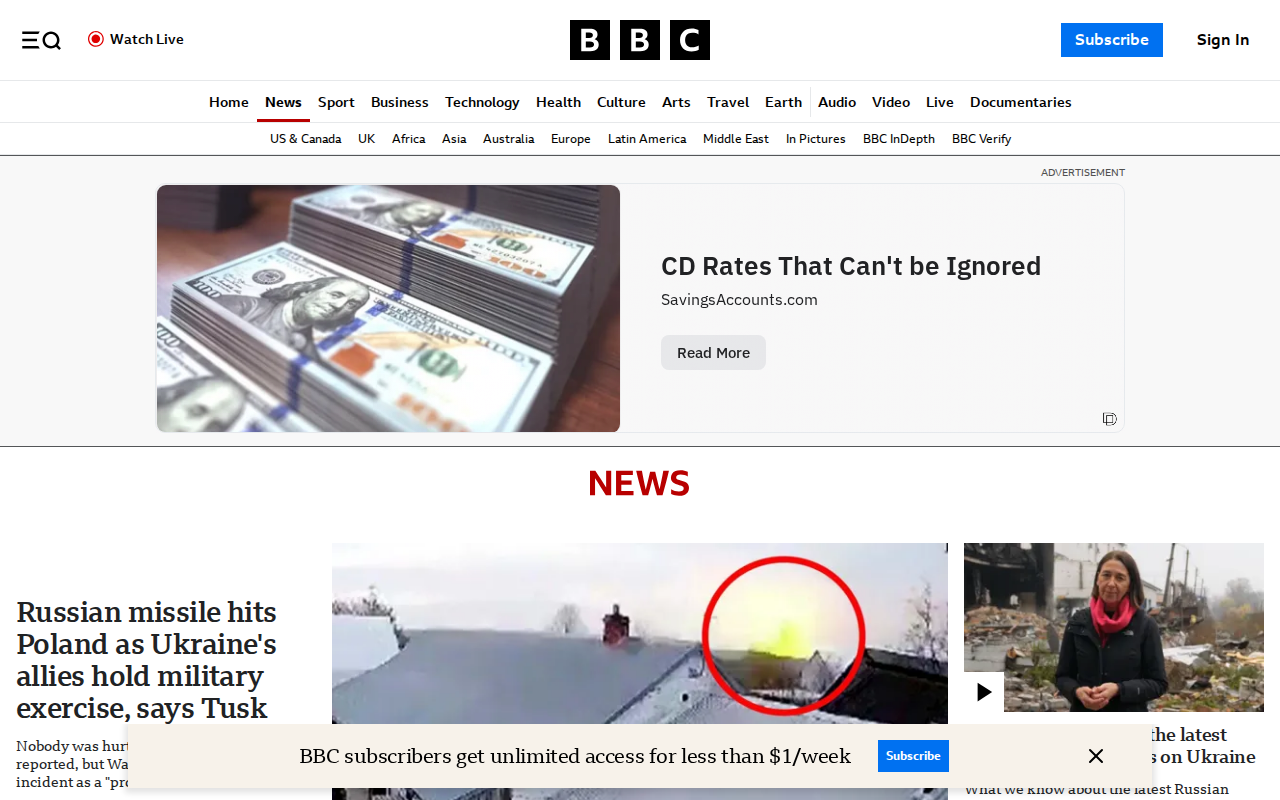 Watch Live
BBC
Subscribe
Sign In
Home News Sport Business Technology Health Culture Arts Travel Earth Audio Video Live Documentaries
US & Canada UK Africa Asia Australia Europe Latin America Middle East In Pictures BBC InDepth BBC Verify
ADVERTISEMENT
CD Rates That Can't be Ignored
SavingsAccounts.com
Read More
NEWS
Russian missile hits
Poland as Ukraine's
allies hold military
exercise, says Tusk
Nobody was
reported, but
incident as a
the latest
on Ukraine
What we know about the latest Russian
BBC subscribers get unlimited access for less than $1/week
Subscribe